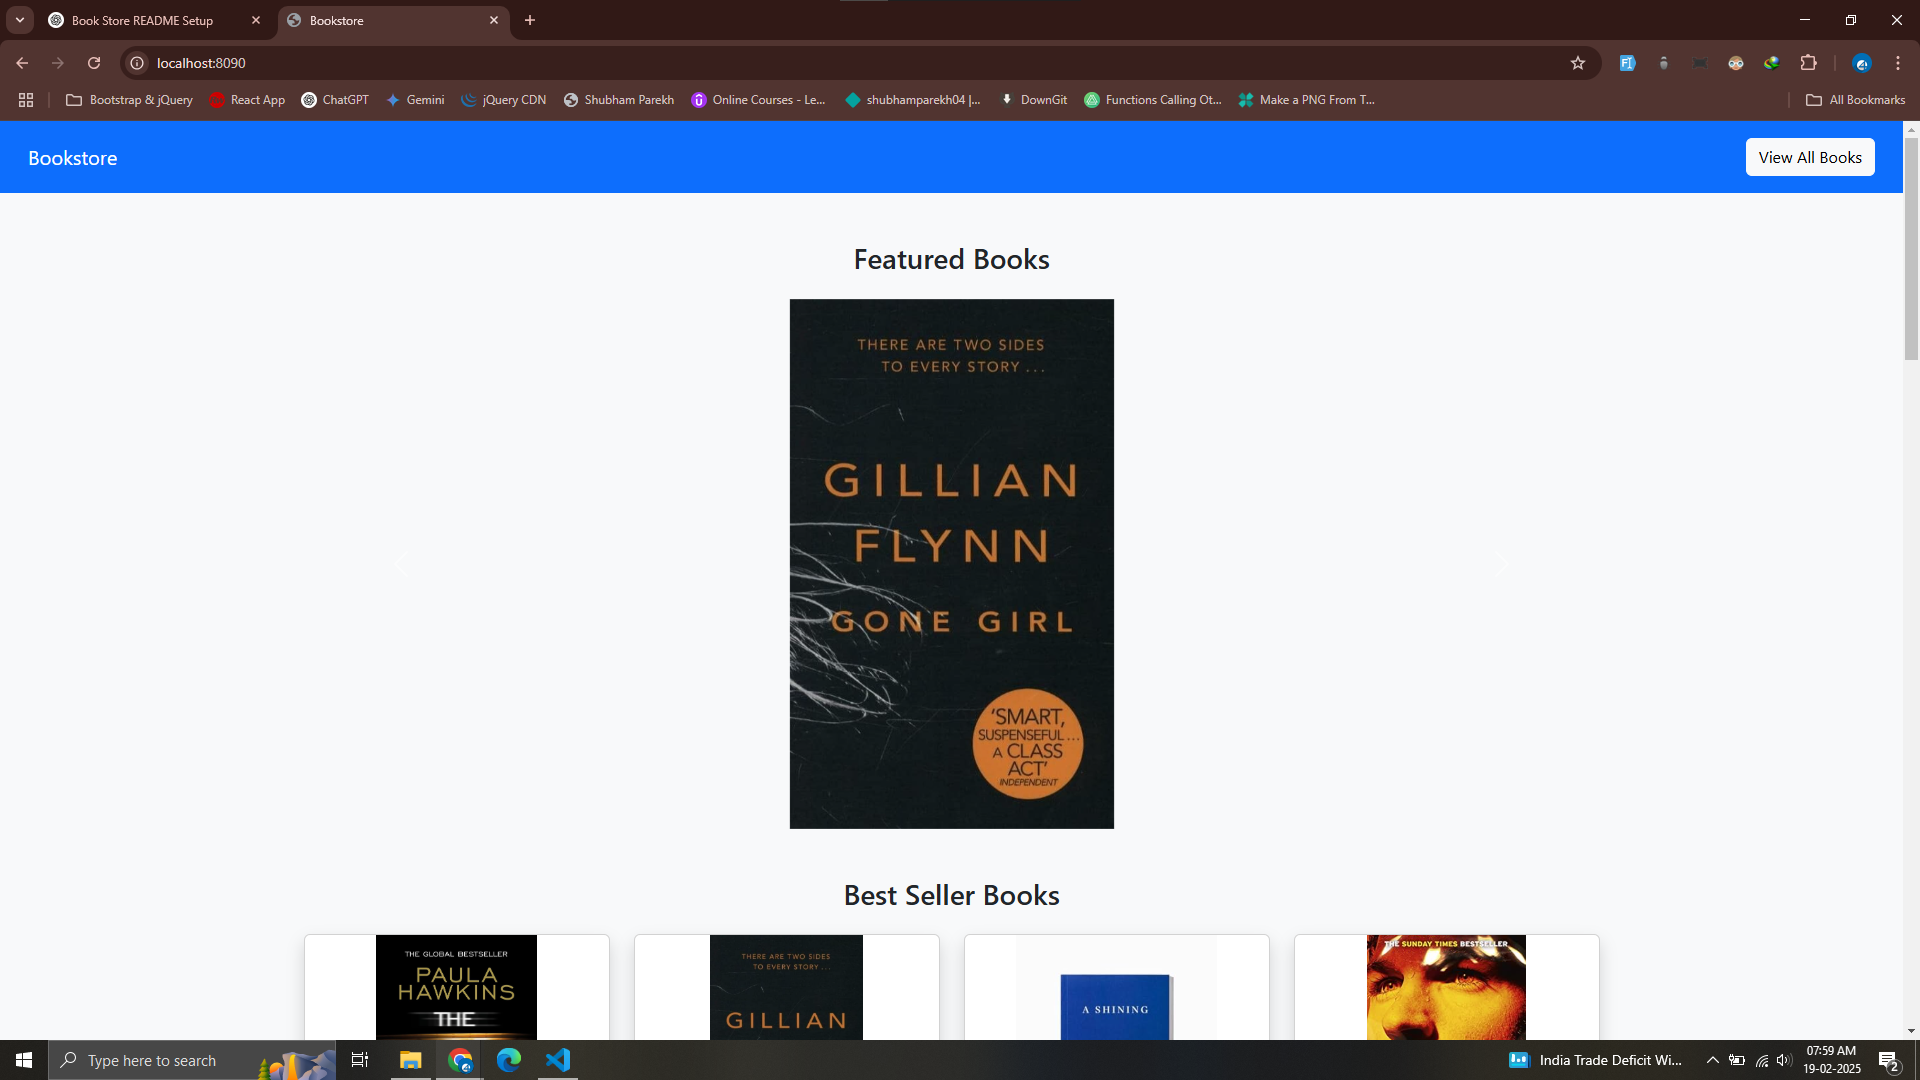 Book Store README Setup
Bookstore
localhost:8090
Bootstrap & jQuery
React App
ChatGPT
Gemini
jQuery CDN
Shubham Parekh
Online Courses - Le...
shubhamparekh04 |...
DownGit
Functions Calling Ot...
Make a PNG From T...
All Bookmarks
Bookstore
View All Books
Featured Books
THERE ARE TWO SIDES
TO EVERY STORY ...
GILLIAN
FLYNN
GONE GIRL
'SMART,
SUSPENSEFUL ...
A CLASS
ACT'
INDEPENDENT
Best Seller Books
THE GLOBAL BESTSELLER
PAULA
HAWKINS
THE
THERE ARE TWO SIDES
TO EVERY STORY ...
GILLIAN
A SHINING
THE SUNDAY TIMES BESTSELLER
Type here to search
India Trade Deficit Wi...
07:59 AM
19-02-2025
2